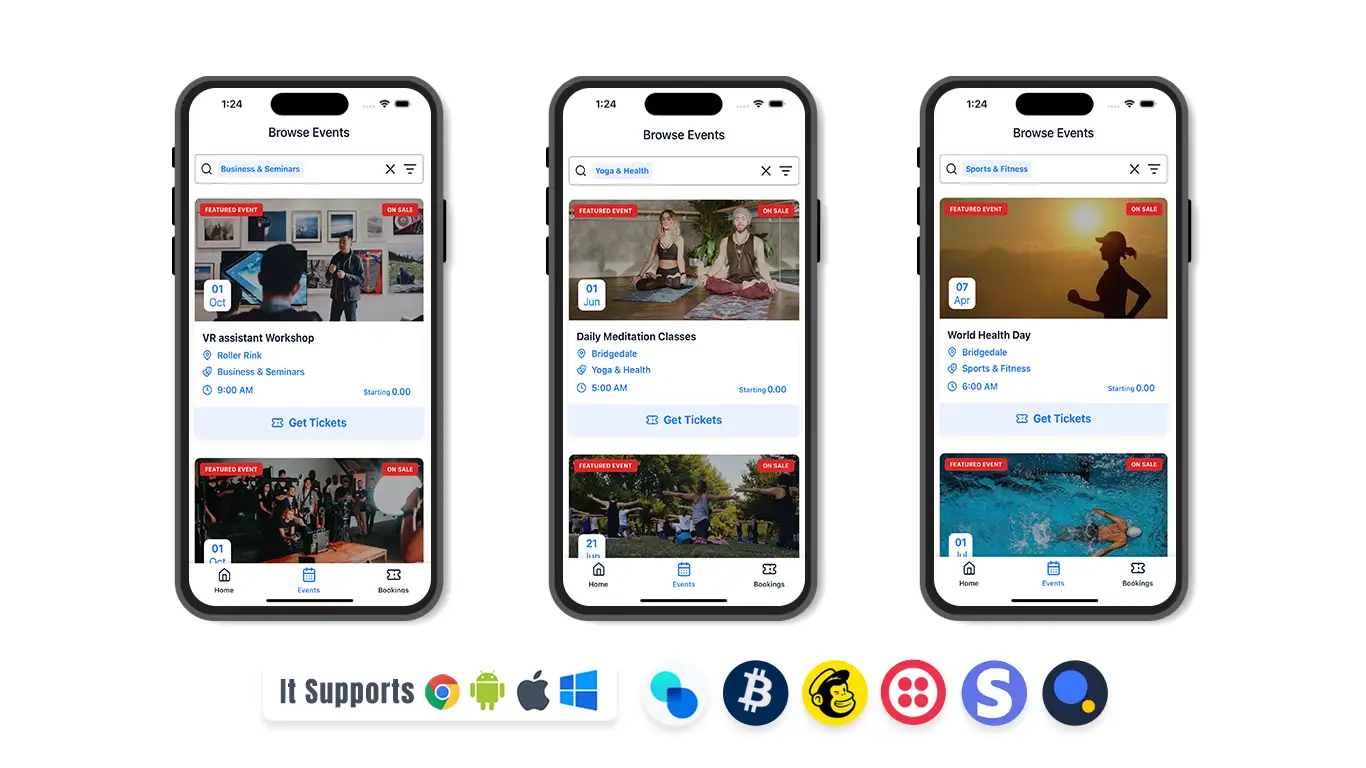 1:24
Browse Events
Business & Seminars
FEATURED EVENT
ON SALE
01
Oct
VR assistant Workshop
Roller Rink
Business & Seminars
9:00 AM
Starting 0.00
Get Tickets
FEATURED EVENT
ON SALE
01
Oct
Home
Events
Bookings
1:24
Browse Events
Yoga & Health
FEATURED EVENT
ON SALE
01
Jun
Daily Meditation Classes
Bridgedale
Yoga & Health
5:00 AM
Starting 0.00
Get Tickets
FEATURED EVENT
ON SALE
21
Jun
Home
Events
Bookings
1:24
Browse Events
Sports & Fitness
FEATURED EVENT
ON SALE
07
Apr
World Health Day
Bridgedale
Sports & Fitness
6:00 AM
Starting 0.00
Get Tickets
FEATURED EVENT
ON SALE
01
Jul
Home
Events
Bookings
It Supports